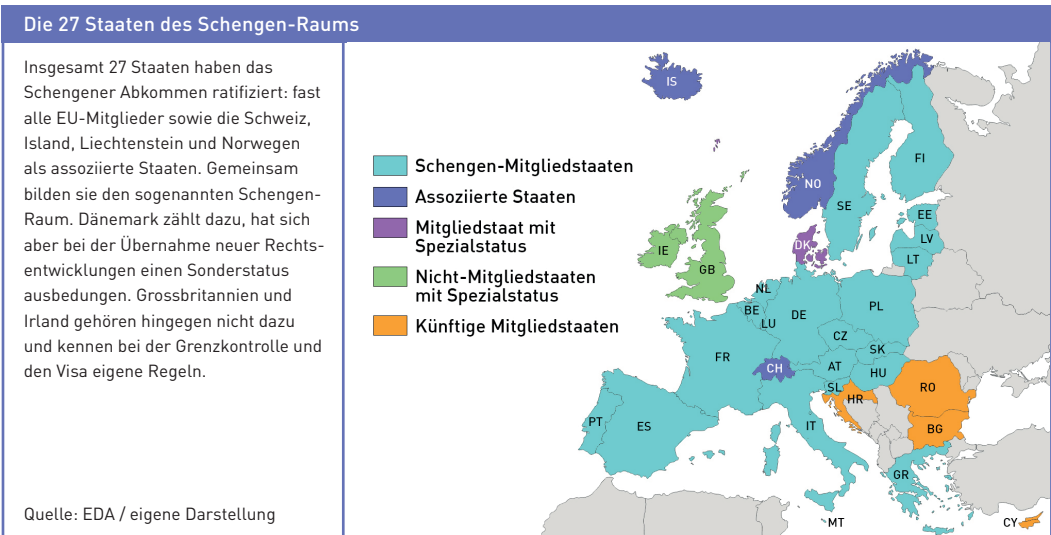 Die 27 Staaten des Schengen-Raums
Insgesamt 27 Staaten haben das
Schengener Abkommen ratifiziert: fast
alle EU-Mitglieder sowie die Schweiz,
Island, Liechtenstein und Norwegen
als assoziierte Staaten. Gemeinsam
bilden sie den sogenannten Schengen-
Raum. Dänemark zählt dazu, hat sich
aber bei der Übernahme neuer Rechts-
entwicklungen einen Sonderstatus
ausbedungen. Grossbritannien und
Irland gehören hingegen nicht dazu
und kennen bei der Grenzkontrolle und
den Visa eigene Regeln.
Quelle: EDA / eigene Darstellung
Schengen-Mitgliedstaaten
Assoziierte Staaten
Mitgliedstaat mit
Spezialstatus
Nicht-Mitgliedstaaten
mit Spezialstatus
Künftige Mitgliedstaaten
IS
FI
NO
SE
EE
LV
LT
DK
IE
GB
NL
BE
LU
DE
PL
CZ
SK
FR
CH
AT
HU
SL
HR
RO
BG
PT
ES
IT
GR
MT
CY